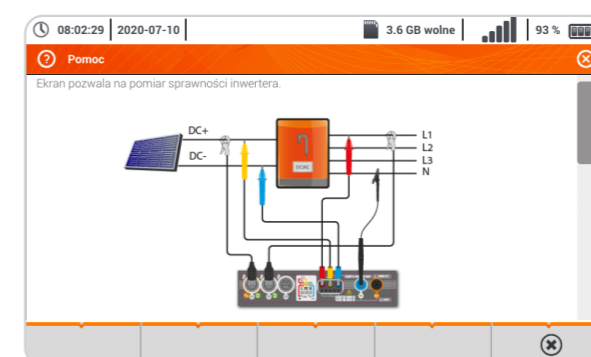 08:02:29 2020-07-10 3.6 GB wolne 93 %
Pomoc
Ekran pozwala na pomiar sprawności inwertera.
DC+
DC-
η
DC/AC
L1
L2
L3
N